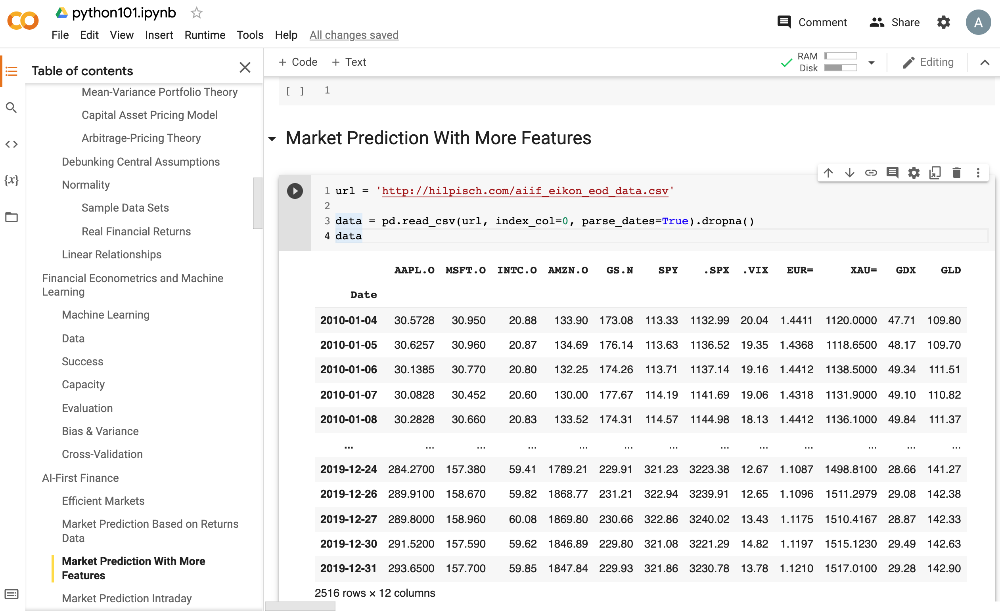 python101.ipynb
File Edit View Insert Runtime Tools Help All changes saved
Comment Share A
Table of contents
Mean-Variance Portfolio Theory
Capital Asset Pricing Model
Arbitrage-Pricing Theory
Debunking Central Assumptions
Normality
Sample Data Sets
Real Financial Returns
Linear Relationships
Financial Econometrics and Machine
Learning
Machine Learning
Data
Success
Capacity
Evaluation
Bias & Variance
Cross-Validation
AI-First Finance
Efficient Markets
Market Prediction Based on Returns
Data
Market Prediction With More
Features
Market Prediction Intraday
{x}
+ Code + Text
RAM
Disk
Editing
[ ] 1
Market Prediction With More Features
1 url = 'http://hilpisch.com/aiif_eikon_eod_data.csv'
2
3 data = pd.read_csv(url, index_col=0, parse_dates=True).dropna()
4 data
AAPL.O MSFT.O INTC.O AMZN.O GS.N SPY .SPX .VIX EUR= XAU= GDX GLD
Date
2010-01-04 30.5728 30.950 20.88 133.90 173.08 113.33 1132.99 20.04 1.4411 1120.0000 47.71 109.80
2010-01-05 30.6257 30.960 20.87 134.69 176.14 113.63 1136.52 19.35 1.4368 1118.6500 48.17 109.70
2010-01-06 30.1385 30.770 20.80 132.25 174.26 113.71 1137.14 19.16 1.4412 1138.5000 49.34 111.51
2010-01-07 30.0828 30.452 20.60 130.00 177.67 114.19 1141.69 19.06 1.4318 1131.9000 49.10 110.82
2010-01-08 30.2828 30.660 20.83 133.52 174.31 114.57 1144.98 18.13 1.4412 1136.1000 49.84 111.37
... ... ... ... ... ... ... ... ... ... ... ... ...
2019-12-24 284.2700 157.380 59.41 1789.21 229.91 321.23 3223.38 12.67 1.1087 1498.8100 28.66 141.27
2019-12-26 289.9100 158.670 59.82 1868.77 231.21 322.94 3239.91 12.65 1.1096 1511.2979 29.08 142.38
2019-12-27 289.8000 158.960 60.08 1869.80 230.66 322.86 3240.02 13.43 1.1175 1510.4167 28.87 142.33
2019-12-30 291.5200 157.590 59.62 1846.89 229.80 321.08 3221.29 14.82 1.1197 1515.1230 29.49 142.63
2019-12-31 293.6500 157.700 59.85 1847.84 229.93 321.86 3230.78 13.78 1.1210 1517.0100 29.28 142.90
2516 rows × 12 columns